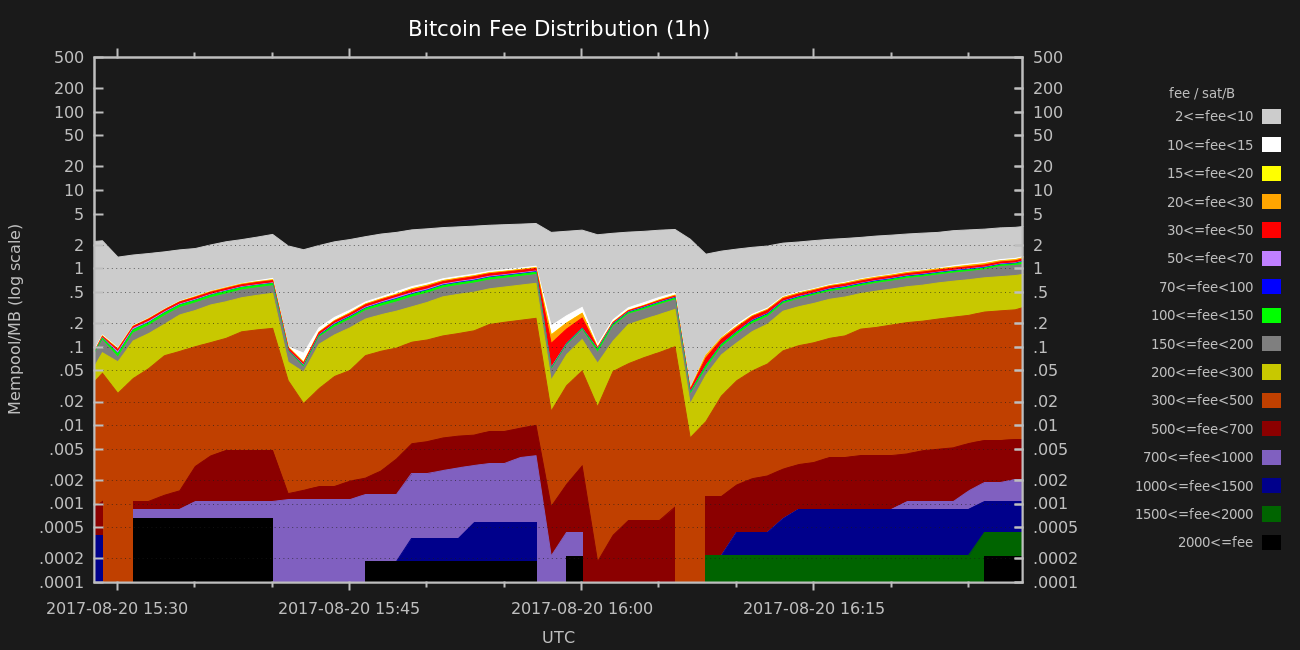 Bitcoin Fee Distribution (1h)
500
200
100
50
20
10
5
2
1
.5
.2
.1
.05
.02
.01
.005
.002
.001
.0005
.0002
.0001
Mempool/MB (log scale)
500
200
100
50
20
10
5
2
1
.5
.2
.1
.05
.02
.01
.005
.002
.001
.0005
.0002
.0001
2017-08-20 15:30
2017-08-20 15:45
2017-08-20 16:00
2017-08-20 16:15
UTC
fee / sat/B
2<=fee<10
10<=fee<15
15<=fee<20
20<=fee<30
30<=fee<50
50<=fee<70
70<=fee<100
100<=fee<150
150<=fee<200
200<=fee<300
300<=fee<500
500<=fee<700
700<=fee<1000
1000<=fee<1500
1500<=fee<2000
2000<=fee